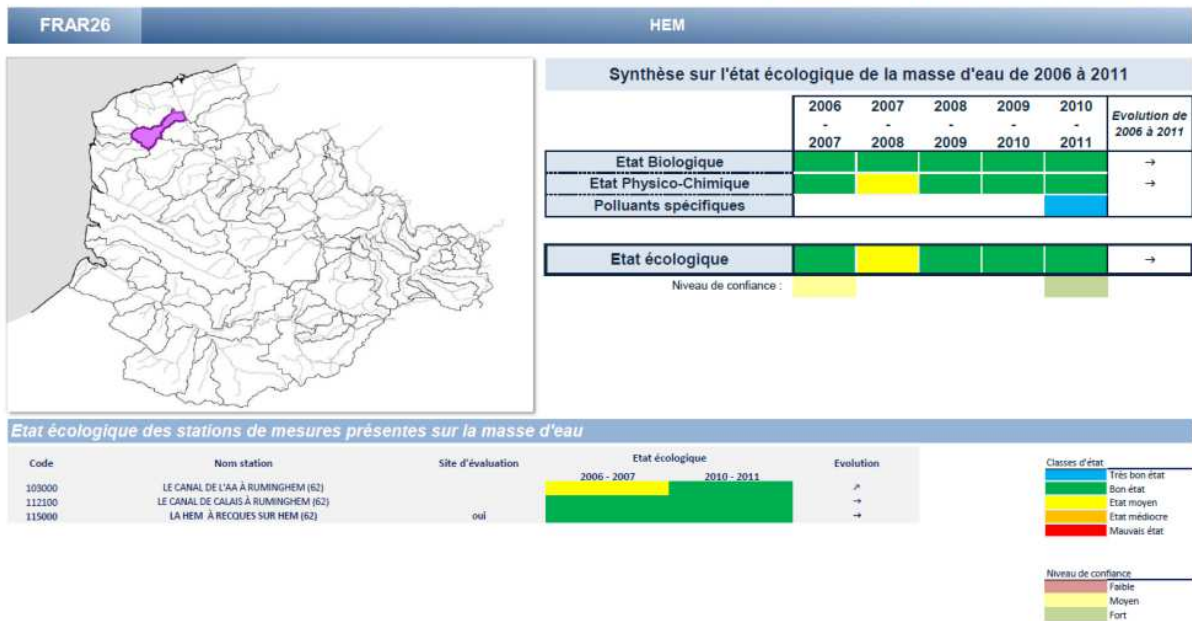 FRAR26 HEM
Synthèse sur l'état écologique de la masse d'eau de 2006 à 2011
2006 - 2007 2007 - 2008 2008 - 2009 2009 - 2010 2010 - 2011 Evolution de 2006 à 2011
Etat Biologique →
Etat Physico-Chimique →
Polluants spécifiques
Etat écologique →
Niveau de confiance :
Etat écologique des stations de mesures présentes sur la masse d'eau
Code Nom station Site d'évaluation Etat écologique Evolution
2006 - 2007 2010 - 2011
103000 LE CANAL DE L'AA À RUMINGHEM (62) ↗
112100 LE CANAL DE CALAIS À RUMINGHEM (62) →
115000 LA HEM À RECQUES SUR HEM (62) oui →
Classes d'état
Très bon état
Bon état
Etat moyen
Etat médiocre
Mauvais état
Niveau de confiance
Faible
Moyen
Fort